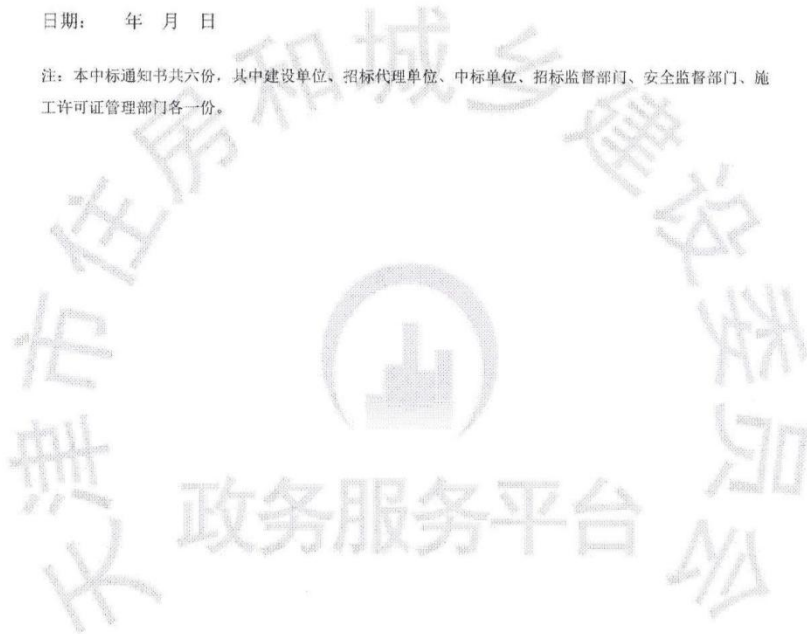 日期： 年 月 日
注：本中标通知书共六份，其中建设单位、招标代理单位、中标单位、招标监督部门、安全监督部门、施
工许可证管理部门各一份。
天津市住房和城乡建设委员会
政务服务平台